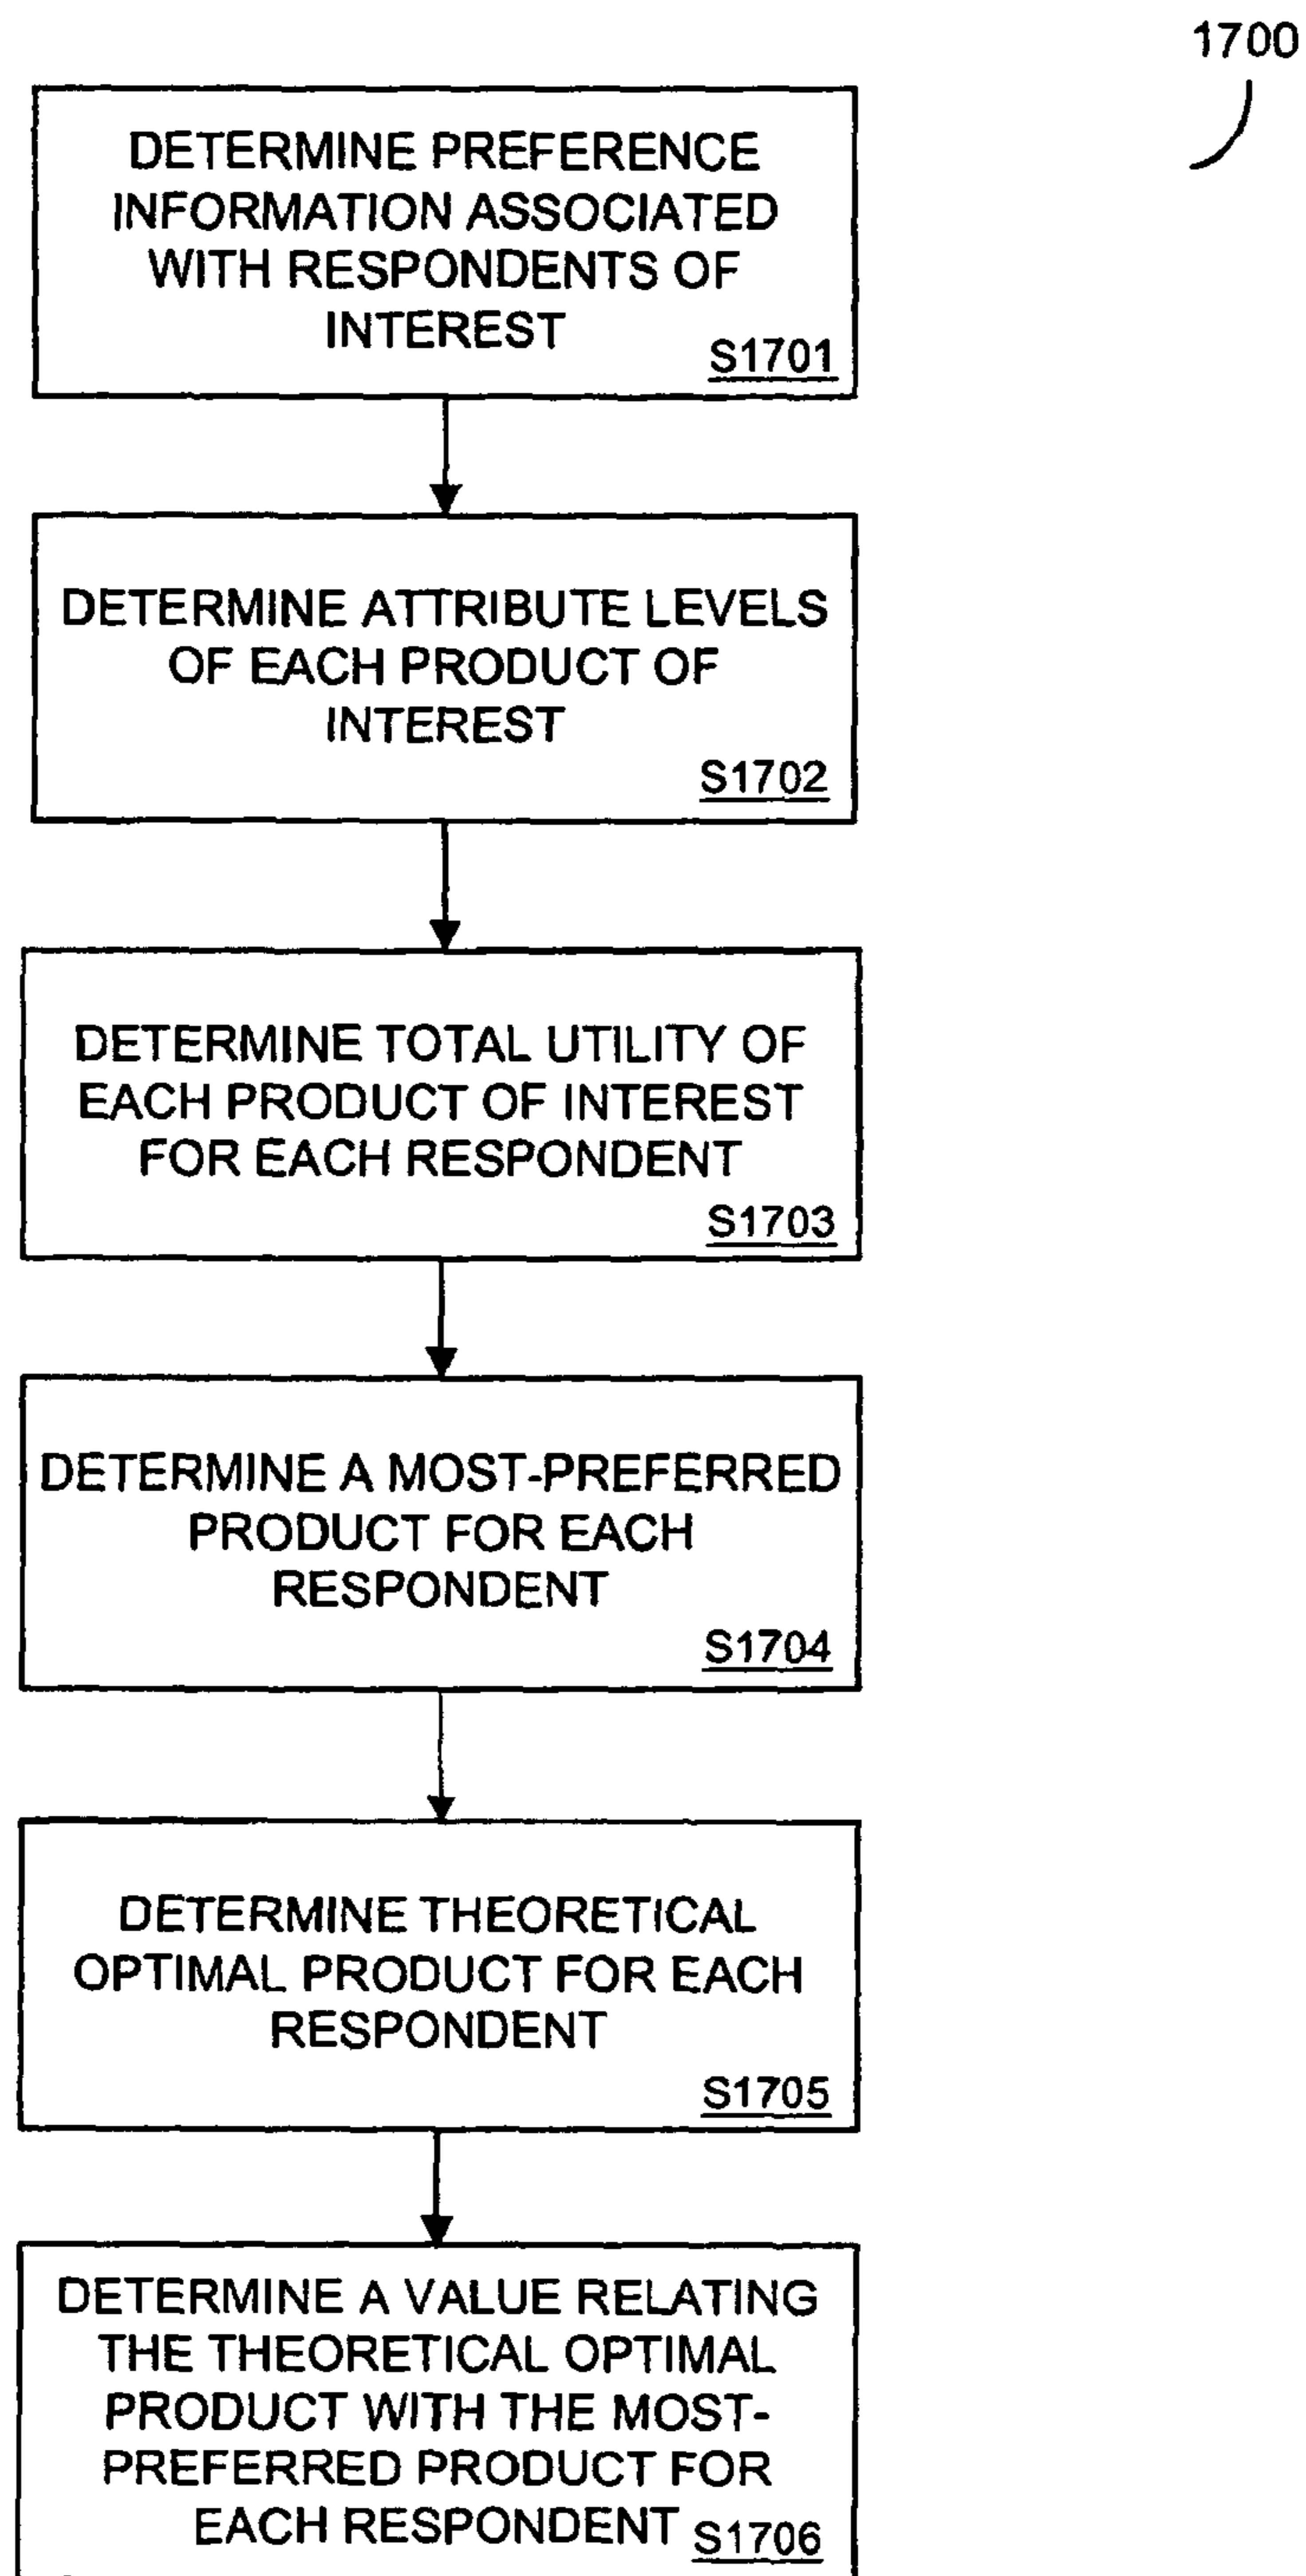 1700
DETERMINE PREFERENCE
INFORMATION ASSOCIATED
WITH RESPONDENTS OF
INTEREST
S1701
DETERMINE ATTRIBUTE LEVELS
OF EACH PRODUCT OF
INTEREST
S1702
DETERMINE TOTAL UTILITY OF
EACH PRODUCT OF INTEREST
FOR EACH RESPONDENT
S1703
DETERMINE A MOST-PREFERRED
PRODUCT FOR EACH
RESPONDENT
S1704
DETERMINE THEORETICAL
OPTIMAL PRODUCT FOR EACH
RESPONDENT
S1705
DETERMINE A VALUE RELATING
THE THEORETICAL OPTIMAL
PRODUCT WITH THE MOST-
PREFERRED PRODUCT FOR
EACH RESPONDENT S1706